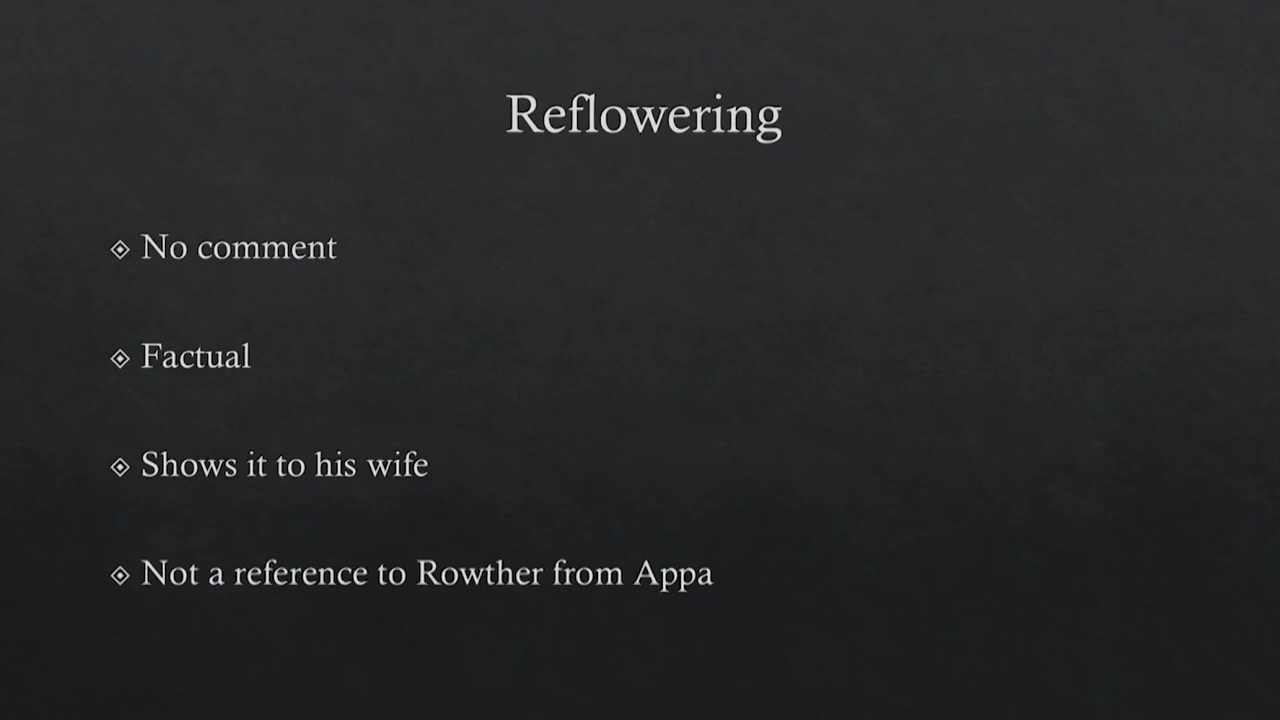 Reflowering
No comment
Factual
Shows it to his wife
Not a reference to Rowther from Appa